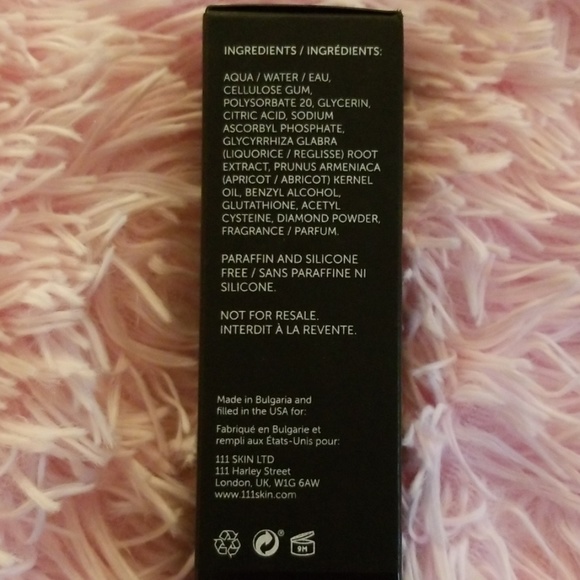 INGREDIENTS / INGRÉDIENTS:
AQUA / WATER / EAU,
CELLULOSE GUM,
POLYSORBATE 20, GLYCERIN,
CITRIC ACID, SODIUM
ASCORBYL PHOSPHATE,
GLYCYRRHIZA GLABRA
(LIQUORICE / REGLISSE) ROOT
EXTRACT, PRUNUS ARMENIACA
(APRICOT / ABRICOT) KERNEL
OIL, BENZYL ALCOHOL,
GLUTATHIONE, ACETYL
CYSTEINE, DIAMOND POWDER,
FRAGRANCE / PARFUM.
PARAFFIN AND SILICONE
FREE / SANS PARAFFINE NI
SILICONE.
NOT FOR RESALE.
INTERDIT À LA REVENTE.
Made in Bulgaria and
filled in the USA for:
Fabriqué en Bulgarie et
rempli aux États-Unis pour:
111 SKIN LTD
111 Harley Street
London, UK, W1G 6AW
www.111skin.com
9M